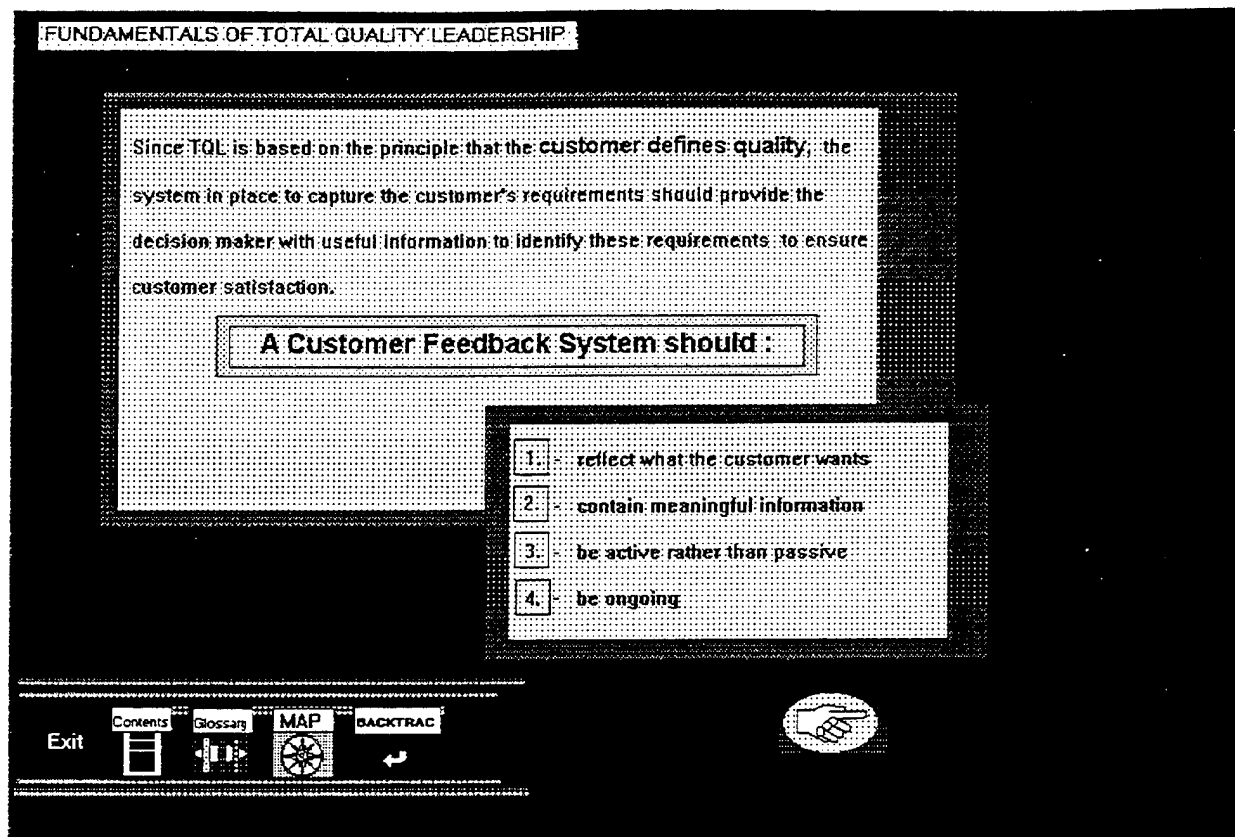 FUNDAMENTALS OF TOTAL QUALITY LEADERSHIP
Since TQL is based on the principle that the customer defines quality, the
system in place to capture the customer's requirements should provide the
decision maker with useful information to identify these requirements to ensure
customer satisfaction.
A Customer Feedback System should :
1. - reflect what the customer wants
2. - contain meaningful information
3. - be active rather than passive
4. - be ongoing
Exit
Contents
Glossary
MAP
BACKTRAC